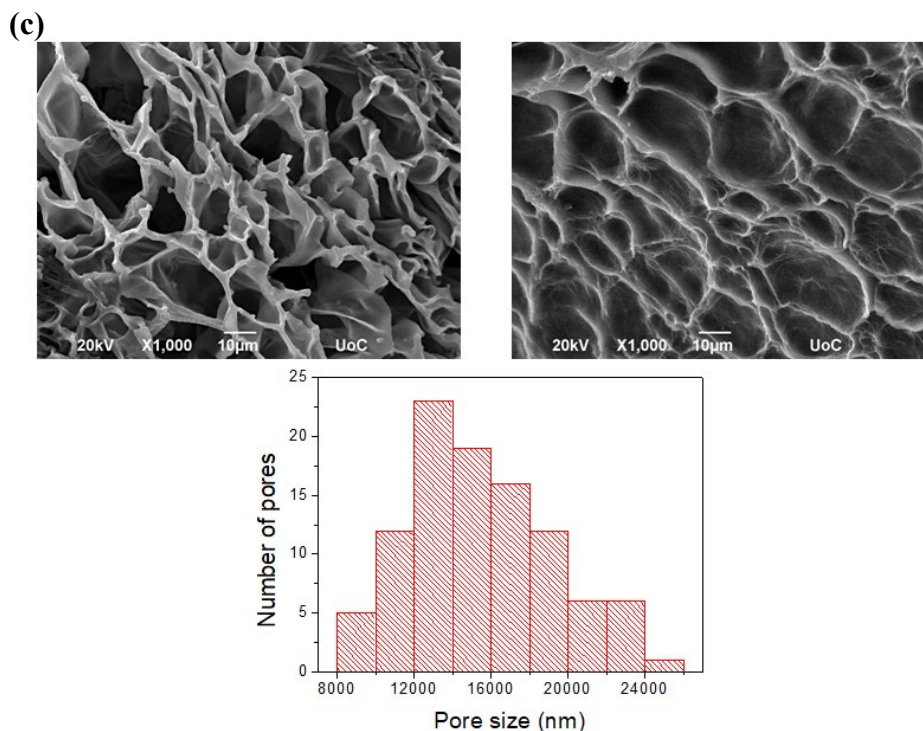 (c)
20kV X1,000 10µm UoC
20kV X1,000 10µm UoC
25
20
15
10
5
0
Number of pores
8000 12000 16000 20000 24000
Pore size (nm)